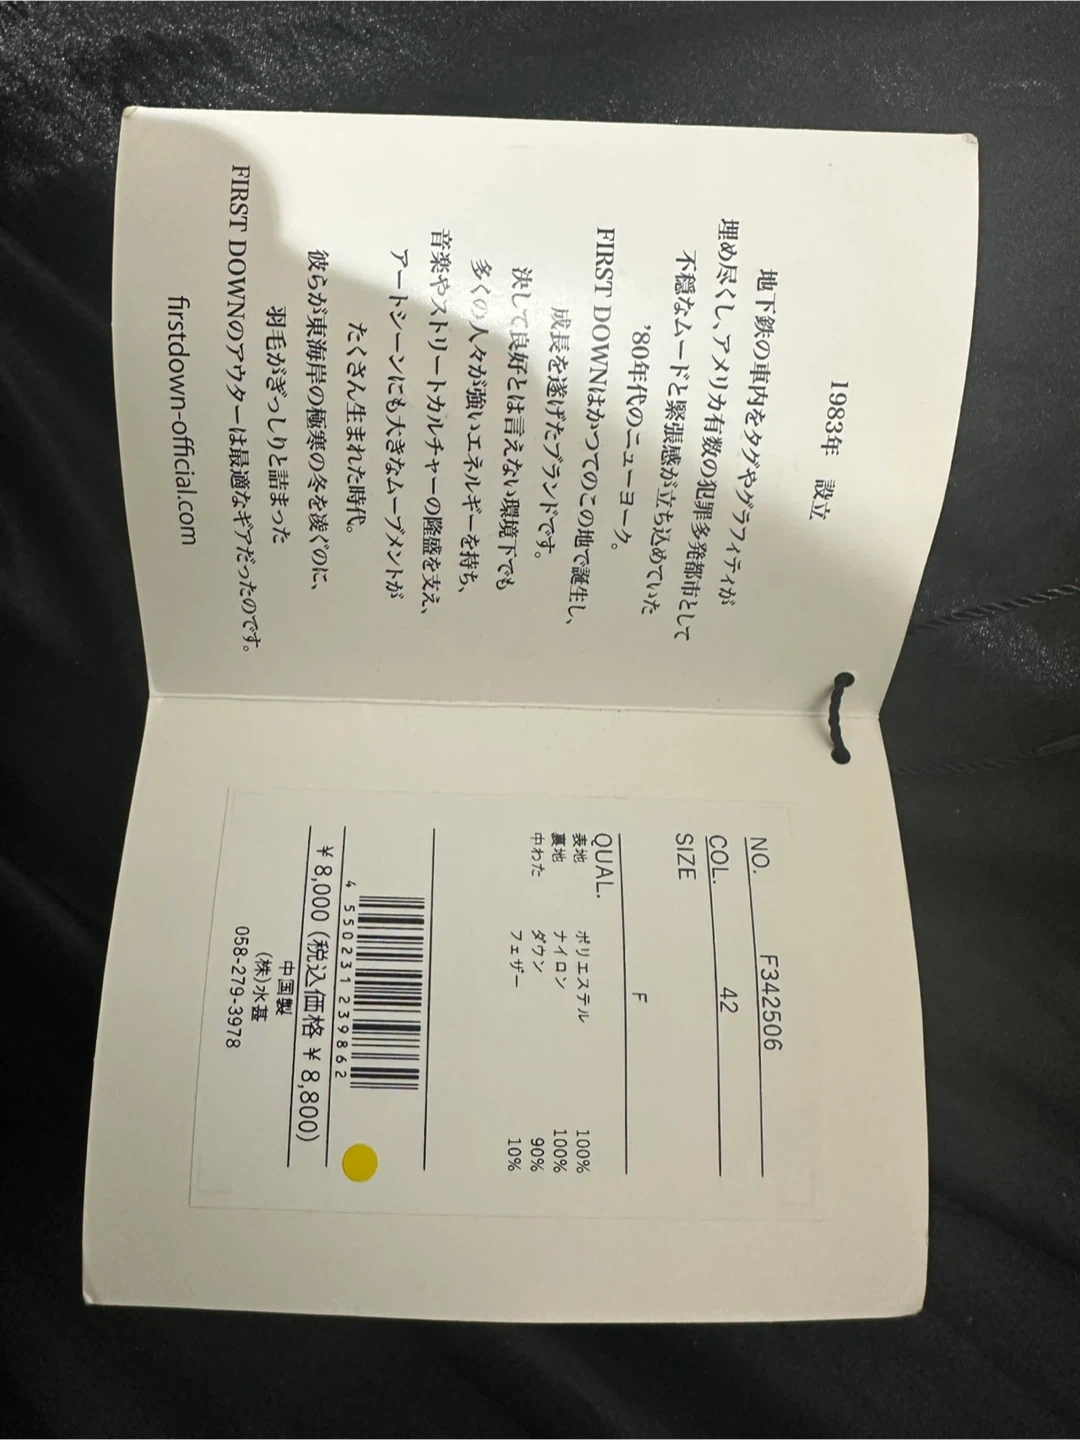 1983年 設立
地下鉄の車内をタグやグラフィティが
埋め尽くし、アメリカ有数の犯罪多発都市として
不穏なムードと緊張感が立ち込めていた
’80年代のニューヨーク。
FIRST DOWNはかつてのこの地で誕生し、
成長を遂げたブランドです。
決して良好とは言えない環境下でも
多くの人々が強いエネルギーを持ち、
音楽やストリートカルチャーの隆盛を支え、
アートシーンにも大きなムーブメントが
たくさん生まれた時代。
彼らが東海岸の極寒の冬を凌ぐのに、
羽毛がぎっしりと詰まった
FIRST DOWNのアウターは最適なギアだったのです。
firstdown-official.com
NO. F342506
COL. 42
SIZE
F
QUAL.
表地 ポリエステル 100%
裏地 ナイロン 100%
中わた ダウン 90%
フェザー 10%
4 550231 239862
¥8,000 (税込価格 ¥8,800)
中国製
(株)水甚
058-279-3978